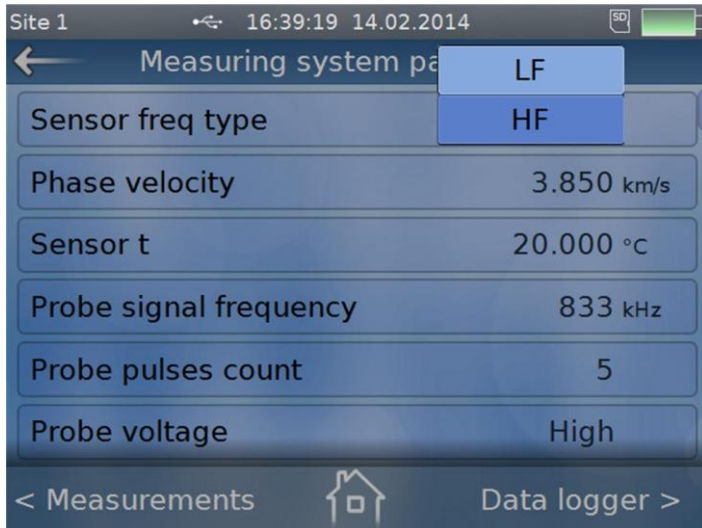 Site 1 16:39:19 14.02.2014 SD
Measuring system pa
LF
Sensor freq type HF
Phase velocity 3.850 km/s
Sensor t 20.000 °C
Probe signal frequency 833 kHz
Probe pulses count 5
Probe voltage High
< Measurements Data logger >